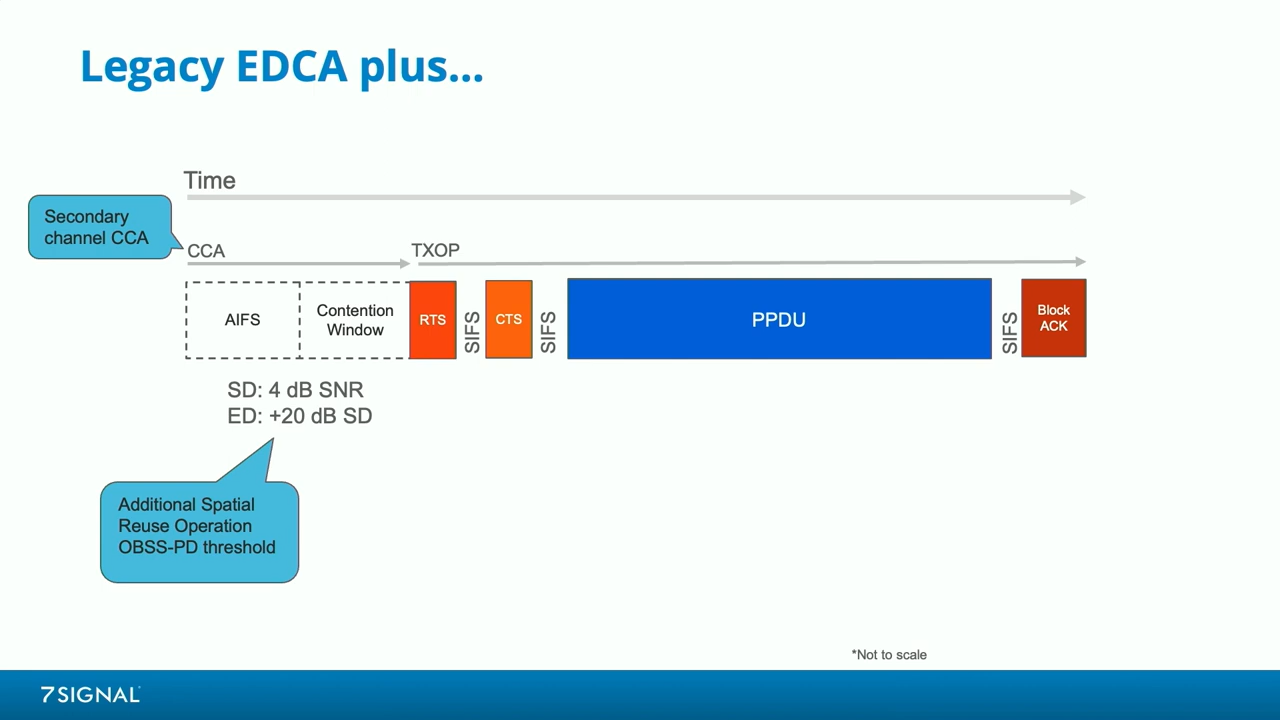 Legacy EDCA plus...
Time
Secondary
channel CCA
CCA
TXOP
AIFS
Contention
Window
RTS
SIFS
CTS
SIFS
PPDU
SIFS
Block
ACK
SD: 4 dB SNR
ED: +20 dB SD
Additional Spatial
Reuse Operation
OBSS-PD threshold
*Not to scale
7SIGNAL